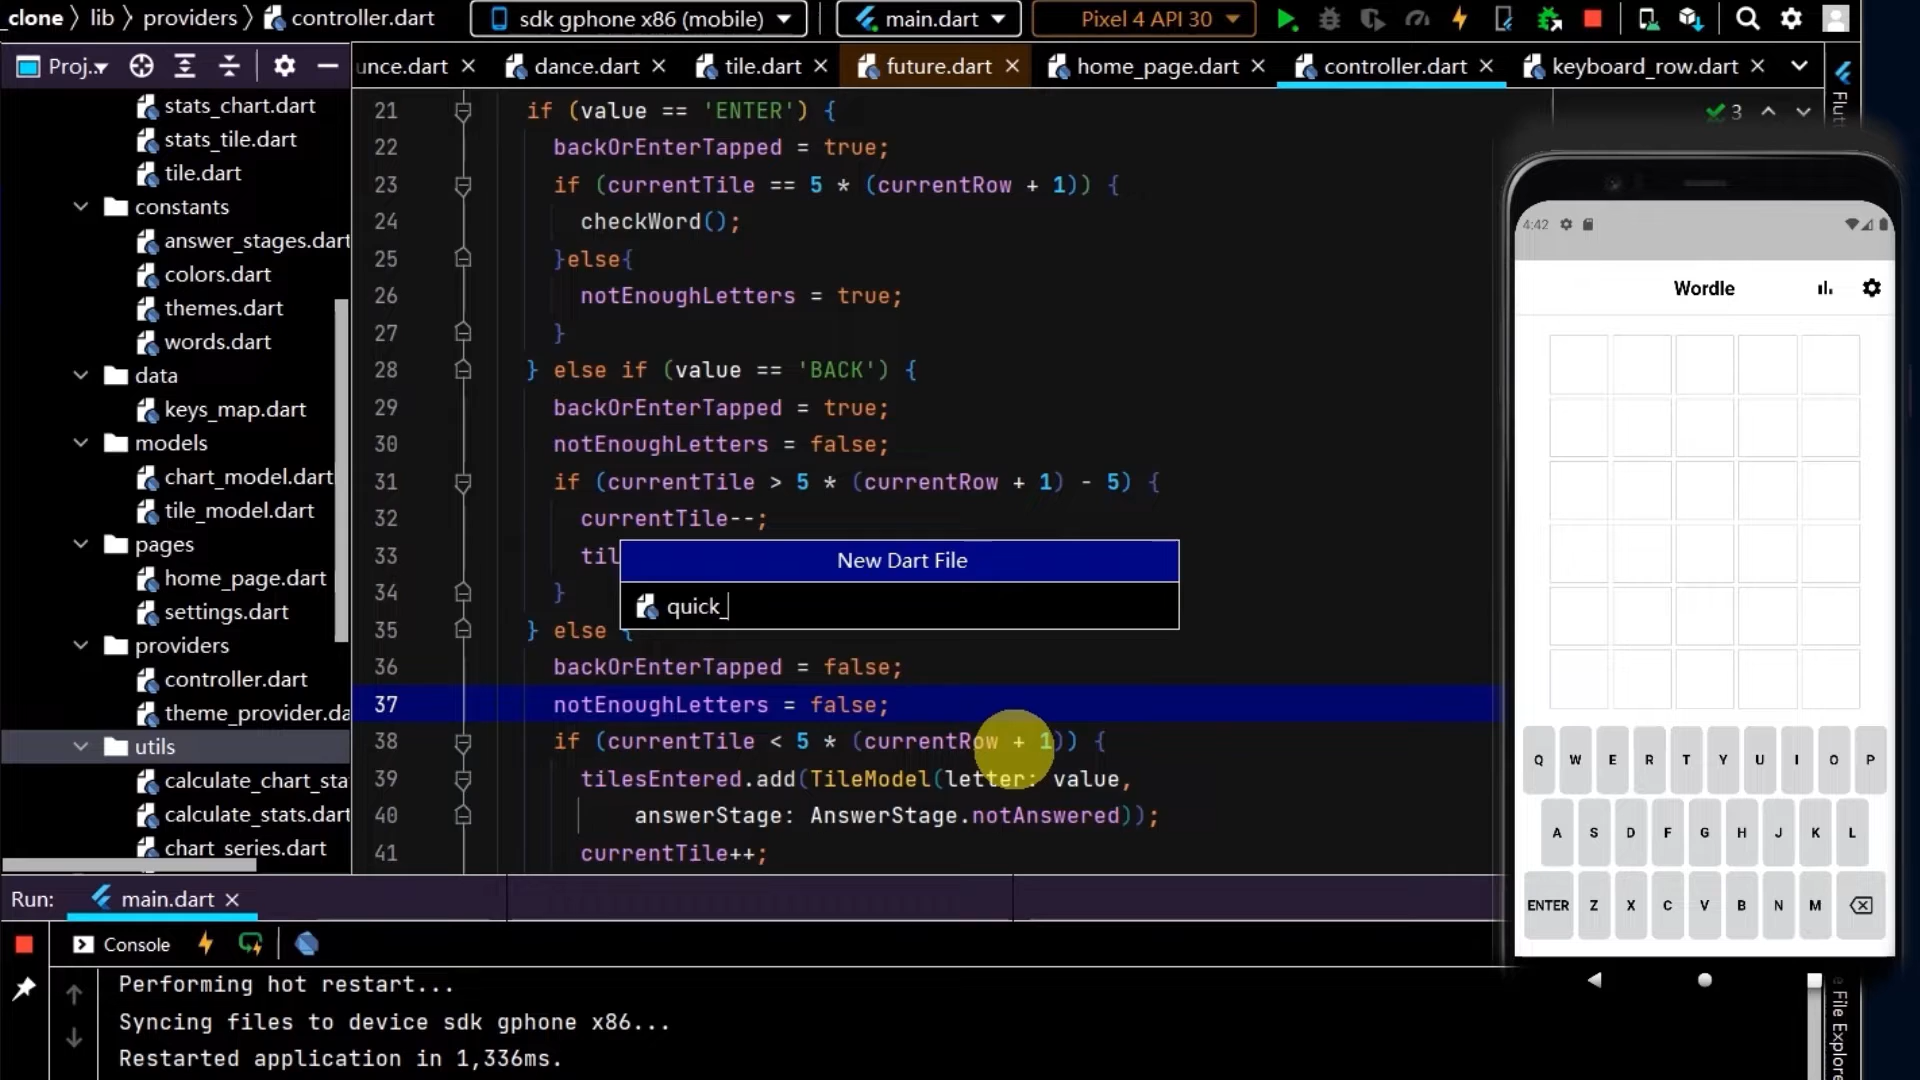 _clone
lib
providers
controller.dart
sdk gphone x86 (mobile)
main.dart
Pixel 4 API 30
Proj..
unce.dart
dance.dart
tile.dart
future.dart
home_page.dart
controller.dart
keyboard_row.dart
stats_chart.dart
stats_tile.dart
tile.dart
constants
answer_stages.dart
colors.dart
themes.dart
words.dart
data
keys_map.dart
models
chart_model.dart
tile_model.dart
pages
home_page.dart
settings.dart
providers
controller.dart
theme_provider.da
utils
calculate_chart_sta
calculate_stats.dart
chart_series.dart
3
21 if (value == 'ENTER') {
22 backOrEnterTapped = true;
23 if (currentTile == 5 * (currentRow + 1)) {
24 checkWord();
25 }else{
26 notEnoughLetters = true;
27 }
28 } else if (value == 'BACK') {
29 backOrEnterTapped = true;
30 notEnoughLetters = false;
31 if (currentTile > 5 * (currentRow + 1) - 5) {
32 currentTile--;
33 til
34 }
35 } else {
36 backOrEnterTapped = false;
37 notEnoughLetters = false;
38 if (currentTile < 5 * (currentRow + 1)) {
39 tilesEntered.add(TileModel(letter: value,
40 answerStage: AnswerStage.notAnswered));
41 currentTile++;
New Dart File
quick_
Flutt
4:42
Wordle
Q W E R T Y U I O P
A S D F G H J K L
ENTER Z X C V B N M
Run:
main.dart
Console
Performing hot restart...
Syncing files to device sdk gphone x86...
Restarted application in 1,336ms.
e File Explorer